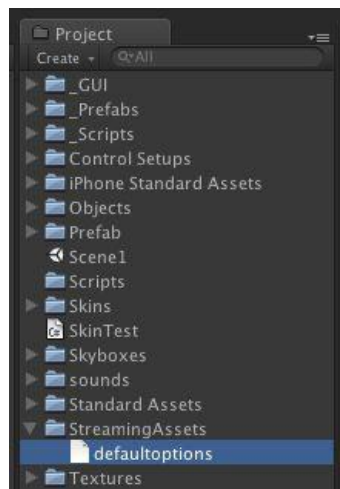 Project
Create
All
_GUI
_Prefabs
_Scripts
Control Setups
iPhone Standard Assets
Objects
Prefab
Scene1
Scripts
Skins
C# SkinTest
Skyboxes
sounds
Standard Assets
StreamingAssets
defaultoptions
Textures